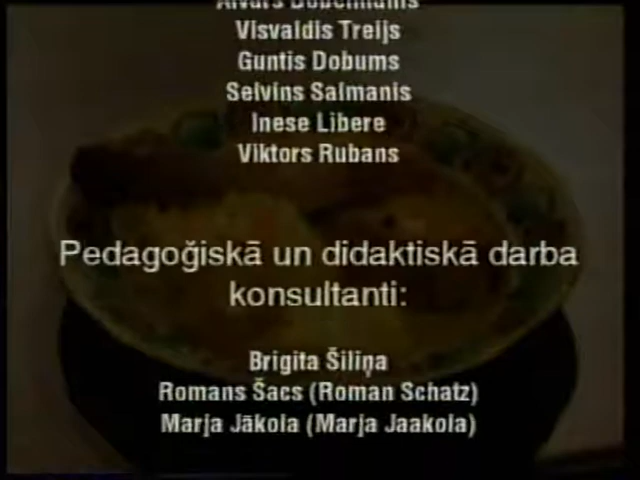 Visvaldis Treijs
Guntis Dobums
Selvins Salmanis
Inese Libere
Viktors Rubans
Pedagoğiskā un didaktiskā darba
konsultanti:
Brigita Šiliņa
Romans Šacs (Roman Schatz)
Marja Jākola (Marja Jaakola)